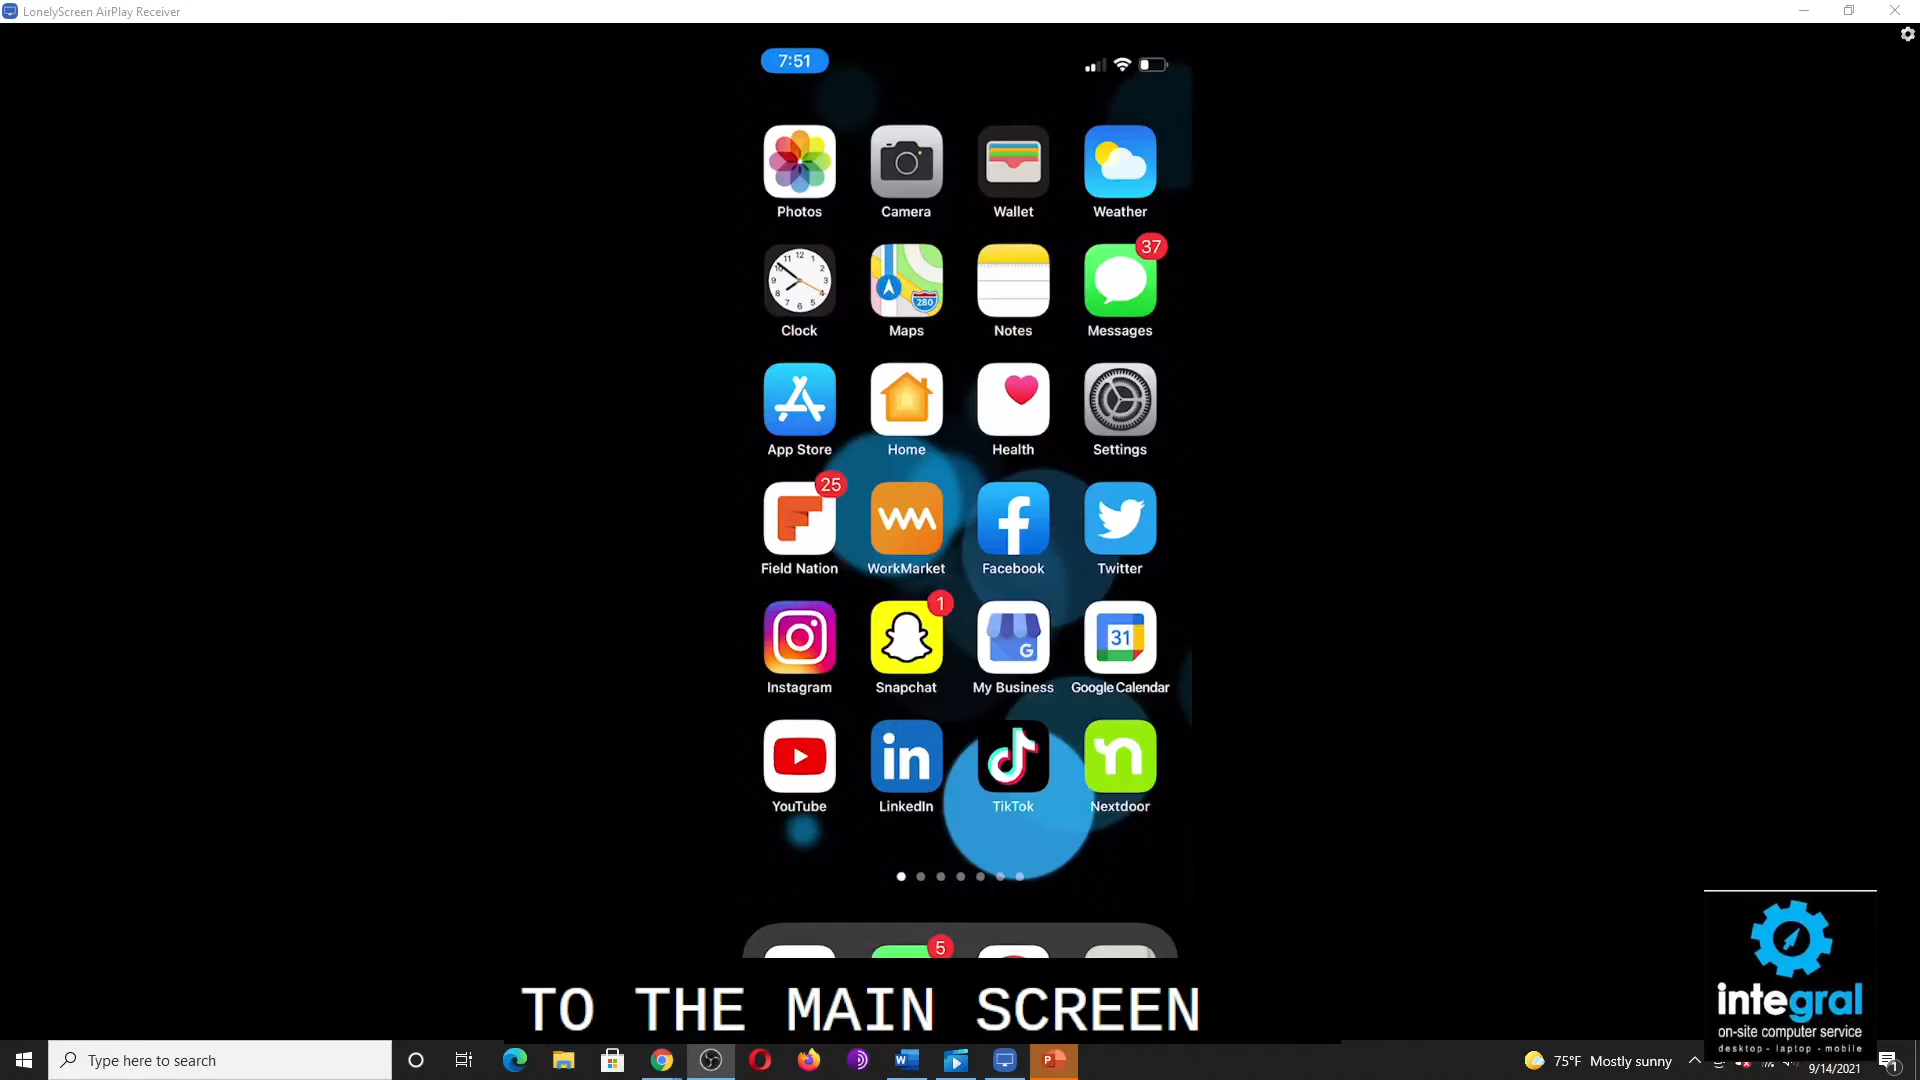 LonelyScreen AirPlay Receiver
7:51
Photos Camera Wallet Weather
37
280
Clock Maps Notes Messages
App Store Home Health Settings
25
Field Nation WorkMarket Facebook Twitter
1
31
G
Instagram Snapchat My Business Google Calendar
in
YouTube LinkedIn TikTok Nextdoor
5
TO THE MAIN SCREEN
integral
on-site computer service
desktop - laptop - mobile
Type here to search
75°F Mostly sunny
9/14/2021
1